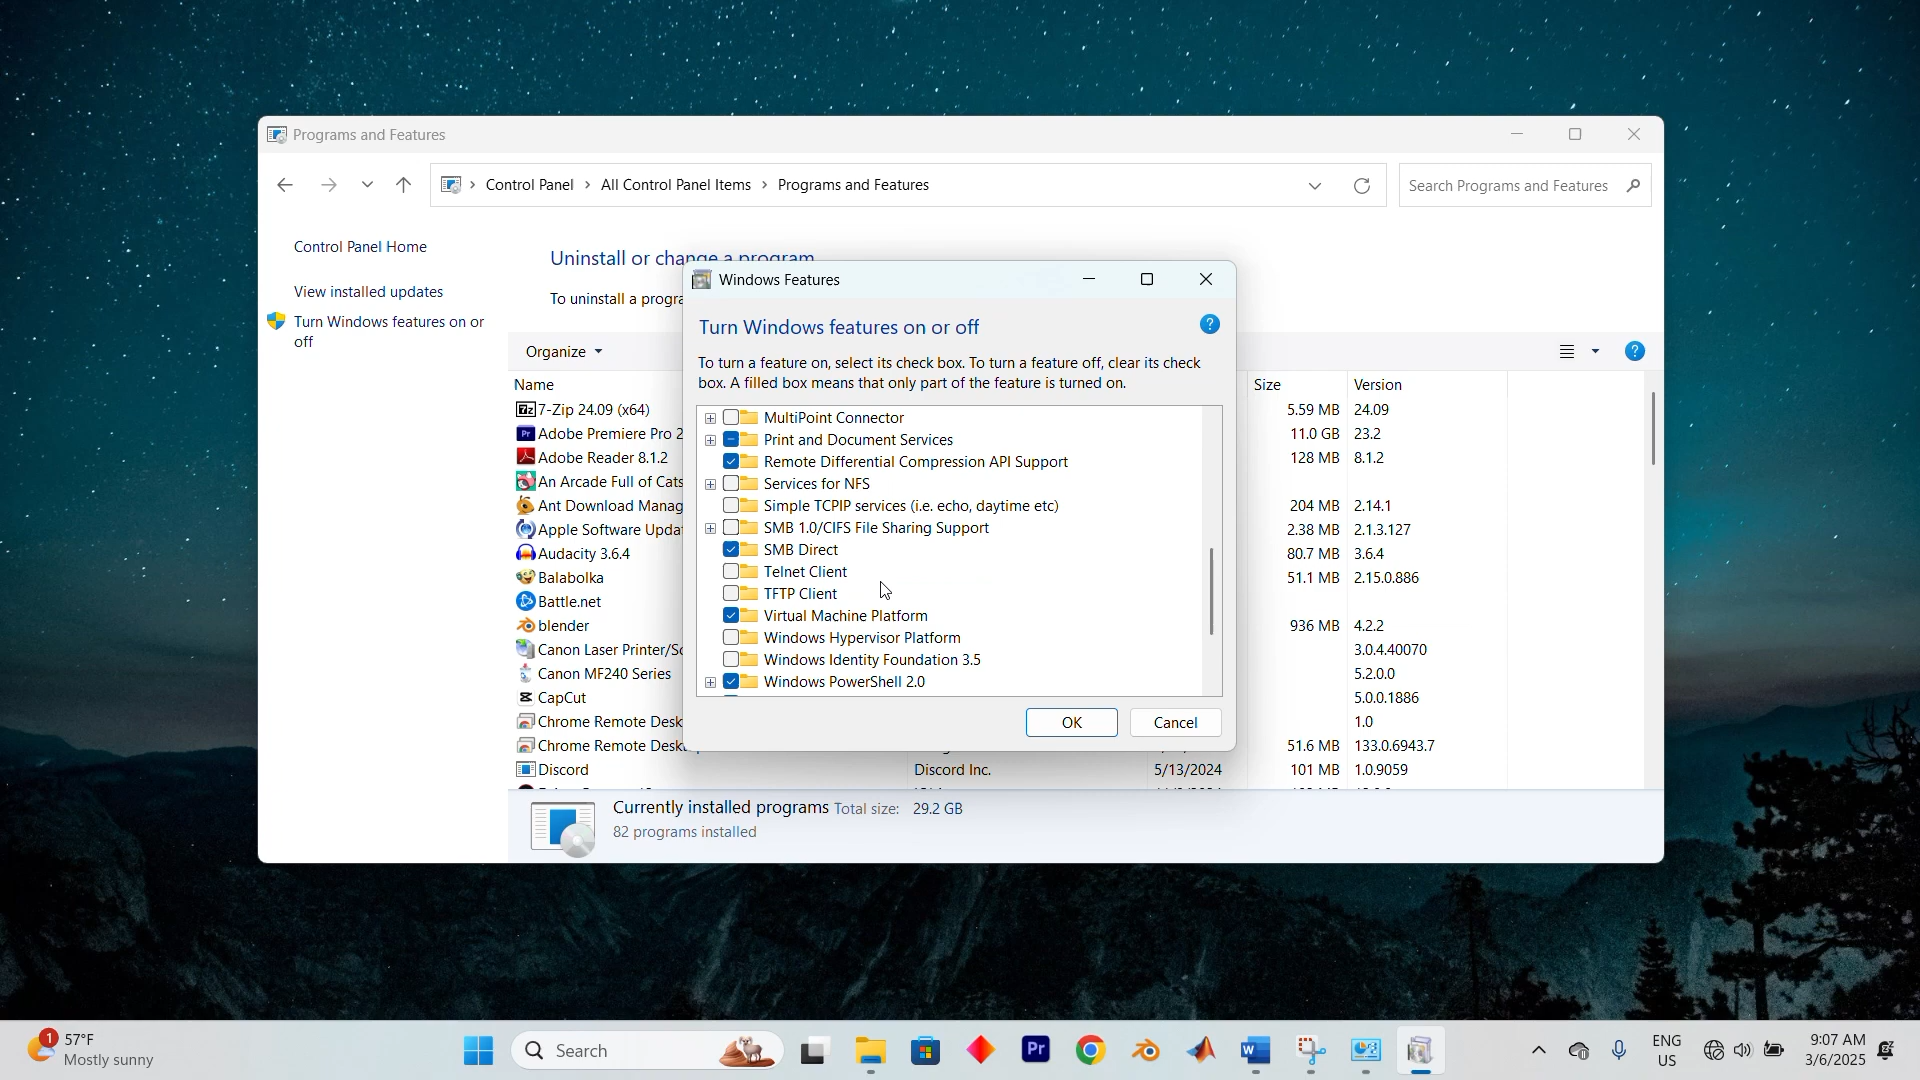 Programs and Features
Control Panel > All Control Panel Items > Programs and Features
Search Programs and Features
Control Panel Home
View installed updates
Turn Windows features on or
off
Uninstall or change a program
To uninstall a progra
Organize
Name
Size
Version
7-Zip 24.09 (x64)
5.59 MB
24.09
Adobe Premiere Pro 2
11.0 GB
23.2
Adobe Reader 8.1.2
128 MB
8.1.2
An Arcade Full of Cats
Ant Download Manag
204 MB
2.14.1
Apple Software Updat
2.38 MB
2.1.3.127
Audacity 3.6.4
80.7 MB
3.6.4
Balabolka
51.1 MB
2.15.0.886
Battle.net
blender
936 MB
4.2.2
Canon Laser Printer/Sc
3.0.4.40070
Canon MF240 Series
5.2.0.0
CapCut
5.0.0.1886
Chrome Remote Desk
1.0
Chrome Remote Desk
51.6 MB
133.0.6943.7
Discord
Discord Inc.
5/13/2024
101 MB
1.0.9059
Currently installed programs Total size: 29.2 GB
82 programs installed
Windows Features
Turn Windows features on or off
To turn a feature on, select its check box. To turn a feature off, clear its check
box. A filled box means that only part of the feature is turned on.
MultiPoint Connector
Print and Document Services
Remote Differential Compression API Support
Services for NFS
Simple TCPIP services (i.e. echo, daytime etc)
SMB 1.0/CIFS File Sharing Support
SMB Direct
Telnet Client
TFTP Client
Virtual Machine Platform
Windows Hypervisor Platform
Windows Identity Foundation 3.5
Windows PowerShell 2.0
OK
Cancel
1
57°F
Mostly sunny
Search
Pr
ENG
US
9:07 AM
3/6/2025